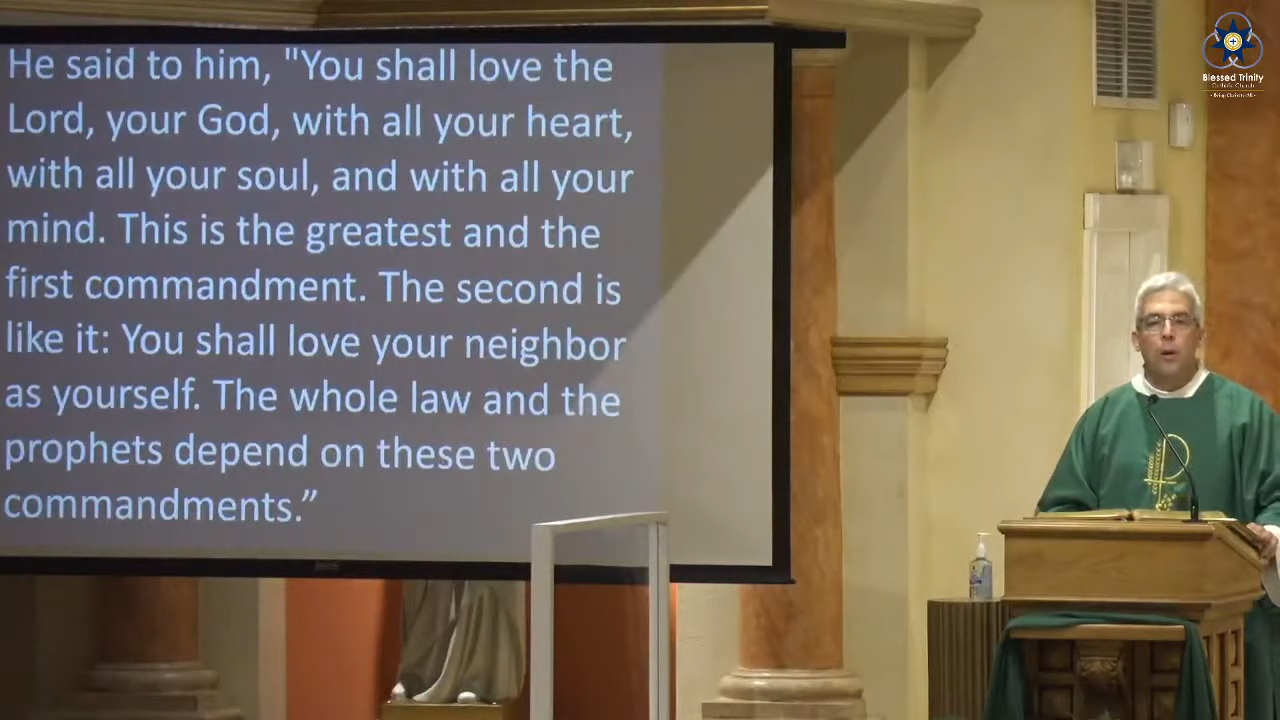 He said to him, "You shall love the
Lord, your God, with all your heart,
with all your soul, and with all your
mind. This is the greatest and the
first commandment. The second is
like it: You shall love your neighbor
as yourself. The whole law and the
prophets depend on these two
commandments.”
Blessed Trinity
Catholic Church